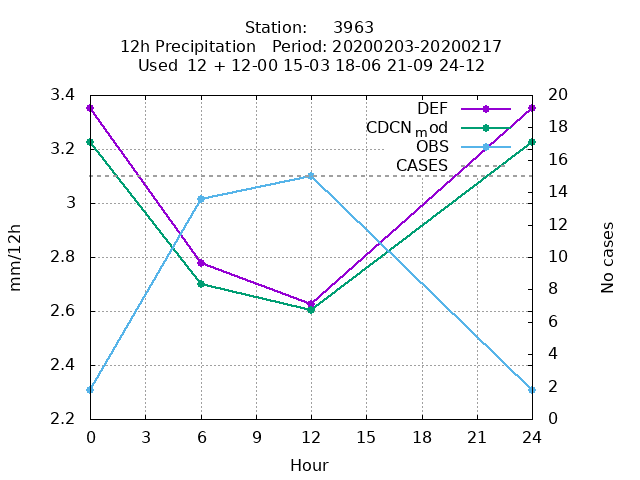 Station:     3963
12h Precipitation   Period: 20200203-20200217
Used  12 + 12-00 15-03 18-06 21-09 24-12
3.4
3.2
3
2.8
2.6
2.4
2.2
mm/12h
DEF
CDCN_mod
OBS
CASES
20
18
16
14
12
10
8
6
4
2
0
No cases
0 3 6 9 12 15 18 21 24
Hour